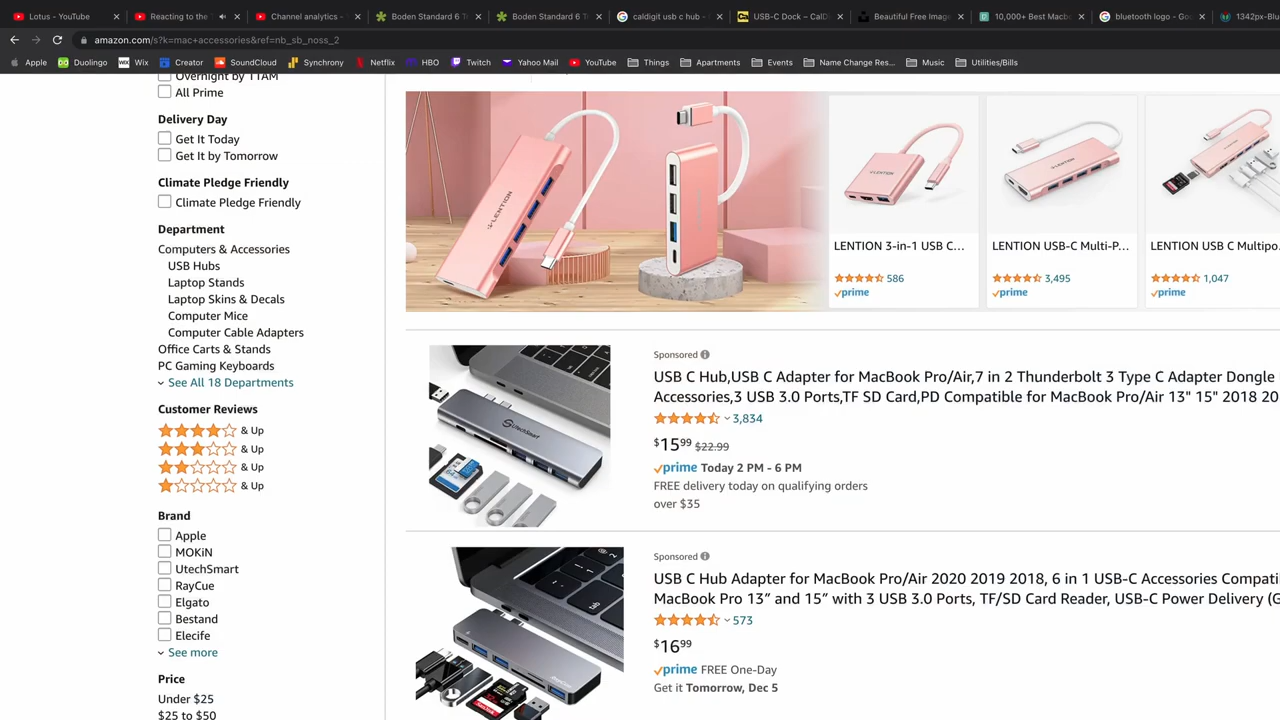 Lotus - YouTube
Reacting to the
Channel analytics -
Boden Standard 6
Boden Standard 6
caldigit usb c hub -
USB-C Dock – CalD
Beautiful Free Image
10,000+ Best Macb
bluetooth logo - Goo
1342px-Blu
amazon.com/s?k=mac+accessories&ref=nb_sb_noss_2
Apple
Duolingo
Wix
Creator
SoundCloud
Synchrony
Netflix
HBO
Twitch
Yahoo Mail
YouTube
Things
Apartments
Events
Name Change Res...
Music
Utilities/Bills
Overnight by 11AM
All Prime
Delivery Day
Get It Today
Get It by Tomorrow
Climate Pledge Friendly
Climate Pledge Friendly
Department
Computers & Accessories
USB Hubs
Laptop Stands
Laptop Skins & Decals
Computer Mice
Computer Cable Adapters
Office Carts & Stands
PC Gaming Keyboards
See All 18 Departments
Customer Reviews
& Up
& Up
& Up
& Up
Brand
Apple
MOKiN
UtechSmart
RayCue
Elgato
Bestand
Elecife
See more
Price
Under $25
$25 to $50
LENTION
LENTION 3-in-1 USB C...
586
prime
LENTION USB-C Multi-P...
3,495
prime
LENTION USB C Multipo
1,047
prime
Sponsored
USB C Hub,USB C Adapter for MacBook Pro/Air,7 in 2 Thunderbolt 3 Type C Adapter Dongle
Accessories,3 USB 3.0 Ports,TF SD Card,PD Compatible for MacBook Pro/Air 13" 15" 2018 20
3,834
$15 99 $22.99
prime Today 2 PM - 6 PM
FREE delivery today on qualifying orders
over $35
UtechSmart
Sponsored
USB C Hub Adapter for MacBook Pro/Air 2020 2019 2018, 6 in 1 USB-C Accessories Compati
MacBook Pro 13” and 15” with 3 USB 3.0 Ports, TF/SD Card Reader, USB-C Power Delivery (G
573
$16 99
prime FREE One-Day
Get it Tomorrow, Dec 5